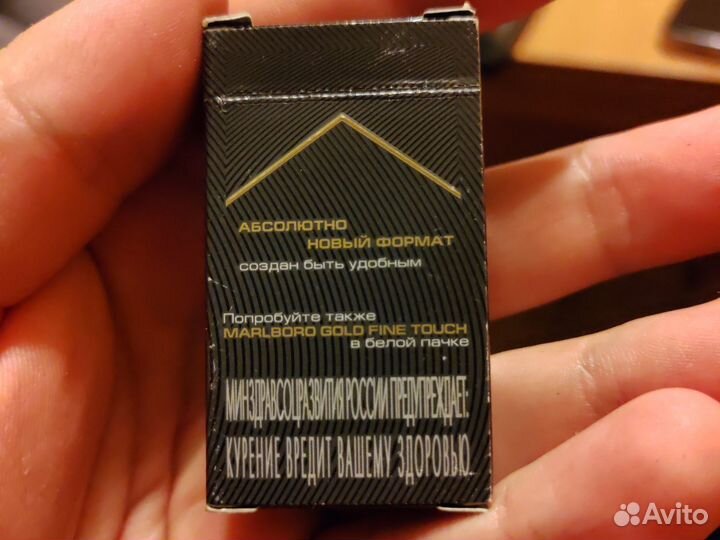 АБСОЛЮТНО
НОВЫЙ ФОРМАТ
создан быть удобным
Попробуйте также
MARLBORO GOLD FINE TOUCH
в белой пачке
МИНЗДРАВСОЦРАЗВИТИЯ РОССИИ ПРЕДУПРЕЖДАЕТ:
КУРЕНИЕ ВРЕДИТ ВАШЕМУ ЗДОРОВЬЮ
Avito